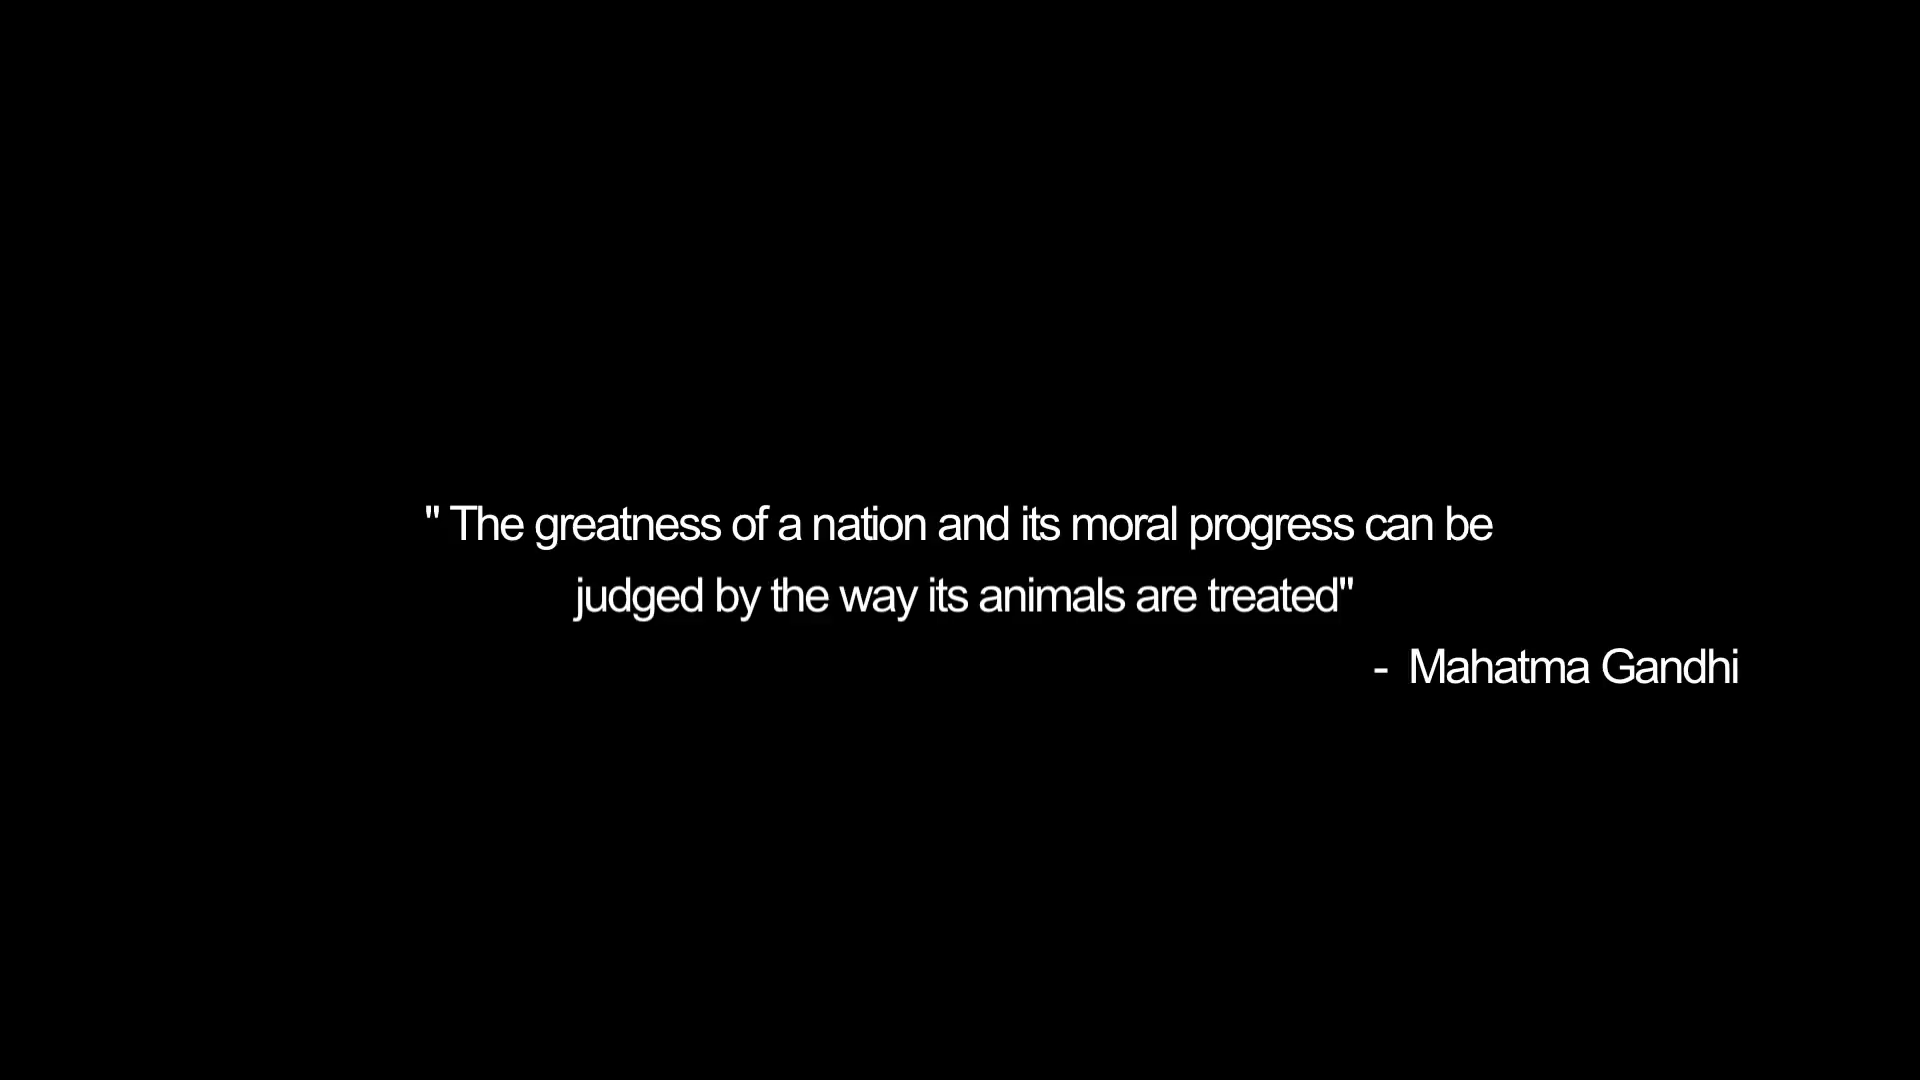 " The greatness of a nation and its moral progress can be
judged by the way its animals are treated"
- Mahatma Gandhi